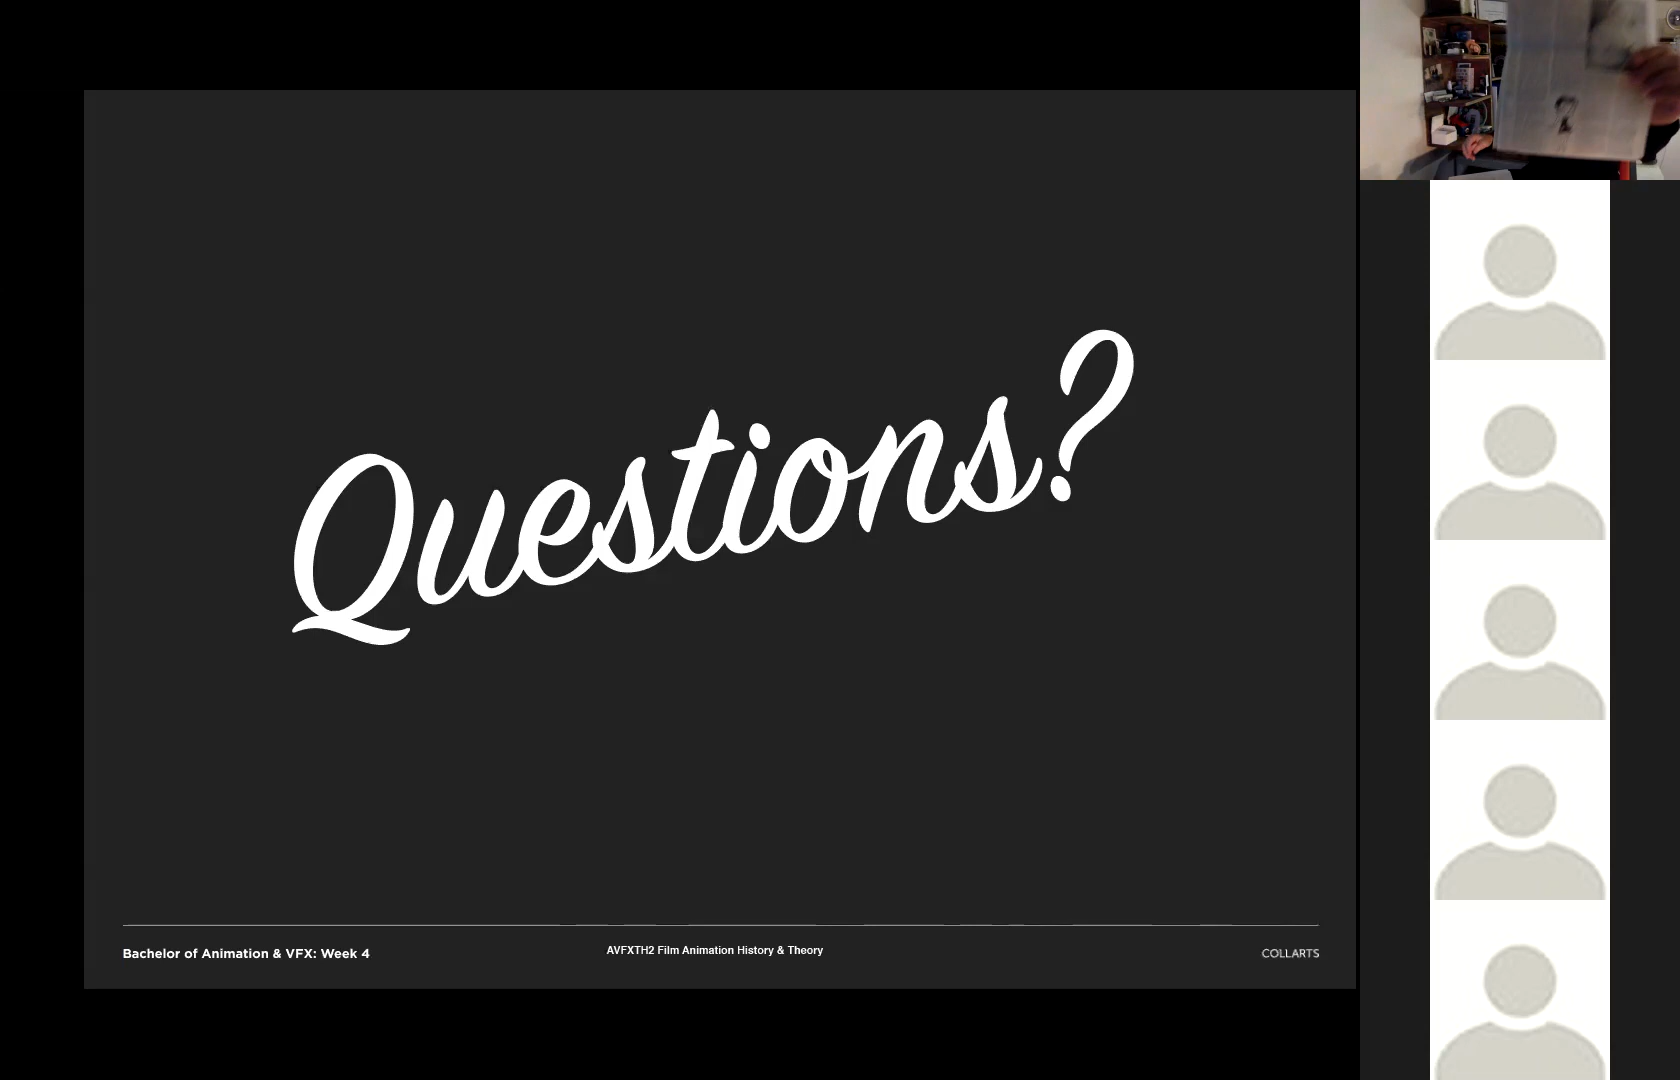 Questions?
Bachelor of Animation & VFX: Week 4
AVFXTH2 Film Animation History & Theory
COLLARTS